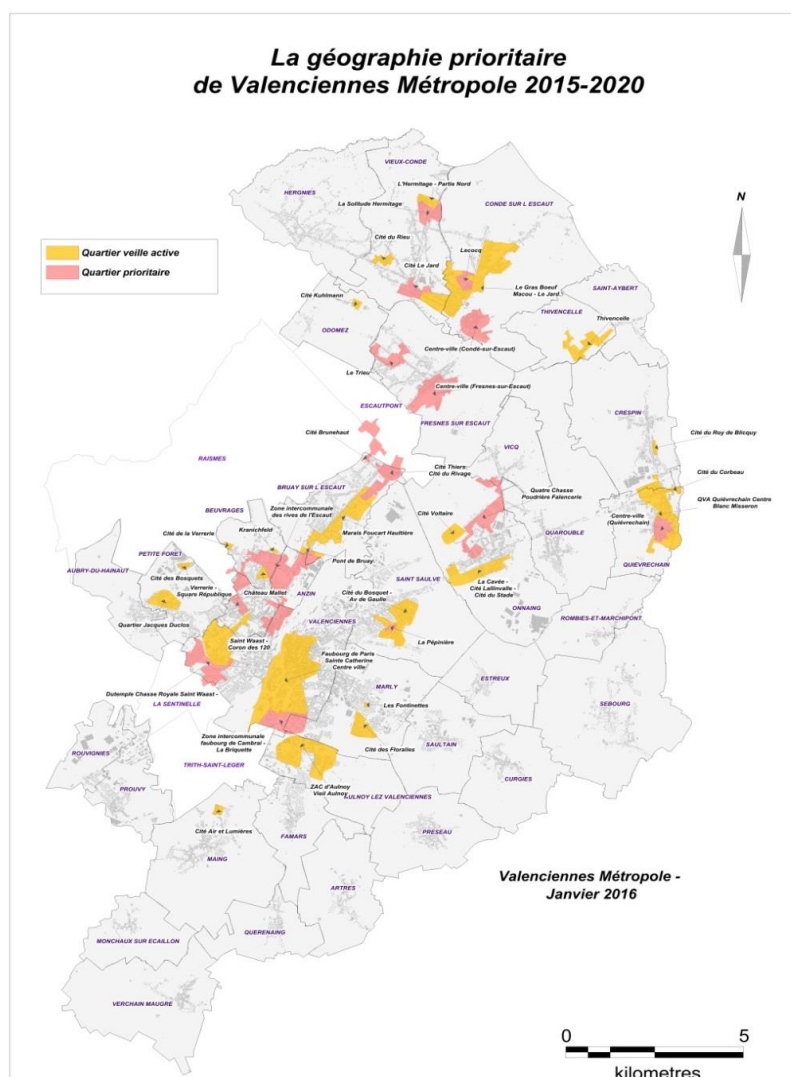 La géographie prioritaire
de Valenciennes Métropole 2015-2020
N
Quartier veille active
Quartier prioritaire
VIEUX-CONDE
L'Hermitage - Partie Nord
HERGNIES
La Solitude Hermitage
CONDE SUR L ESCAUT
Cité du Rieu
Lecocq
Cité Le Jard
Le Gras Boeuf
Macou - Le Jard
SAINT-AYBERT
Cité Kuhlmann
THIVENCELLE
Thivencelle
ODOMEZ
Centre-ville (Condé-sur-Escaut)
Le Trieu
Centre-ville (Fresnes-sur-Escaut)
ESCAUTPONT
CRESPIN
FRESNES SUR ESCAUT
Cité Brunehaut
Cité du Roy de Blicquy
VICQ
RAISMES
Cité Thiers
Cité du Rivage
Cité du Corbeau
BRUAY SUR L ESCAUT
Quatre Chasse
Poudrière Falencerie
QVA Quiévrechain Centre
Blanc Misseron
BEUVRAGES
Zone intercommunale
des rives de l'Escaut
Cité Voltaire
Centre-ville
(Quiévrechain)
Kranichfeld
Cité de la Verrerie
Marais Foucart Hautière
QUAROUBLE
PETITE FORET
Pont de Bruay
QUIEVRECHAIN
AUBRY-DU-HAINAUT
Cité des Bosquets
SAINT SAULVE
La Cavée -
Cité Lallinvalle -
Cité du Stade
Verrerie -
Square République
Château Mallet
ANZIN
Cité du Bosquet -
Av de Gaulle
ONNAING
ROMBIES-ET-MARCHIPONT
Quartier Jacques Duclos
VALENCIENNES
Saint Waast -
Coron des 120
La Pépinière
Faubourg de Paris
Sainte Catherine
Centre ville
ESTREUX
MARLY
Dutemple Chasse Royale Saint Waast -
LA SENTINELLE
Les Fontinettes
SEBOURG
Zone intercommunale
faubourg de Cambrai -
La Briquette
Cité des Floralies
SAULTAIN
ROUVIGNIES
TRITH-SAINT-LEGER
CURGIES
PROUVY
ZAC d'Aulnoy
Vieil Aulnoy
AULNOY LEZ VALENCIENNES
Cité Air et Lumières
FAMARS
PRESEAU
MAING
Valenciennes Métropole -
Janvier 2016
ARTRES
QUERENAING
MONCHAUX SUR ECAILLON
VERCHAIN MAUGRE
0 5
kilometres